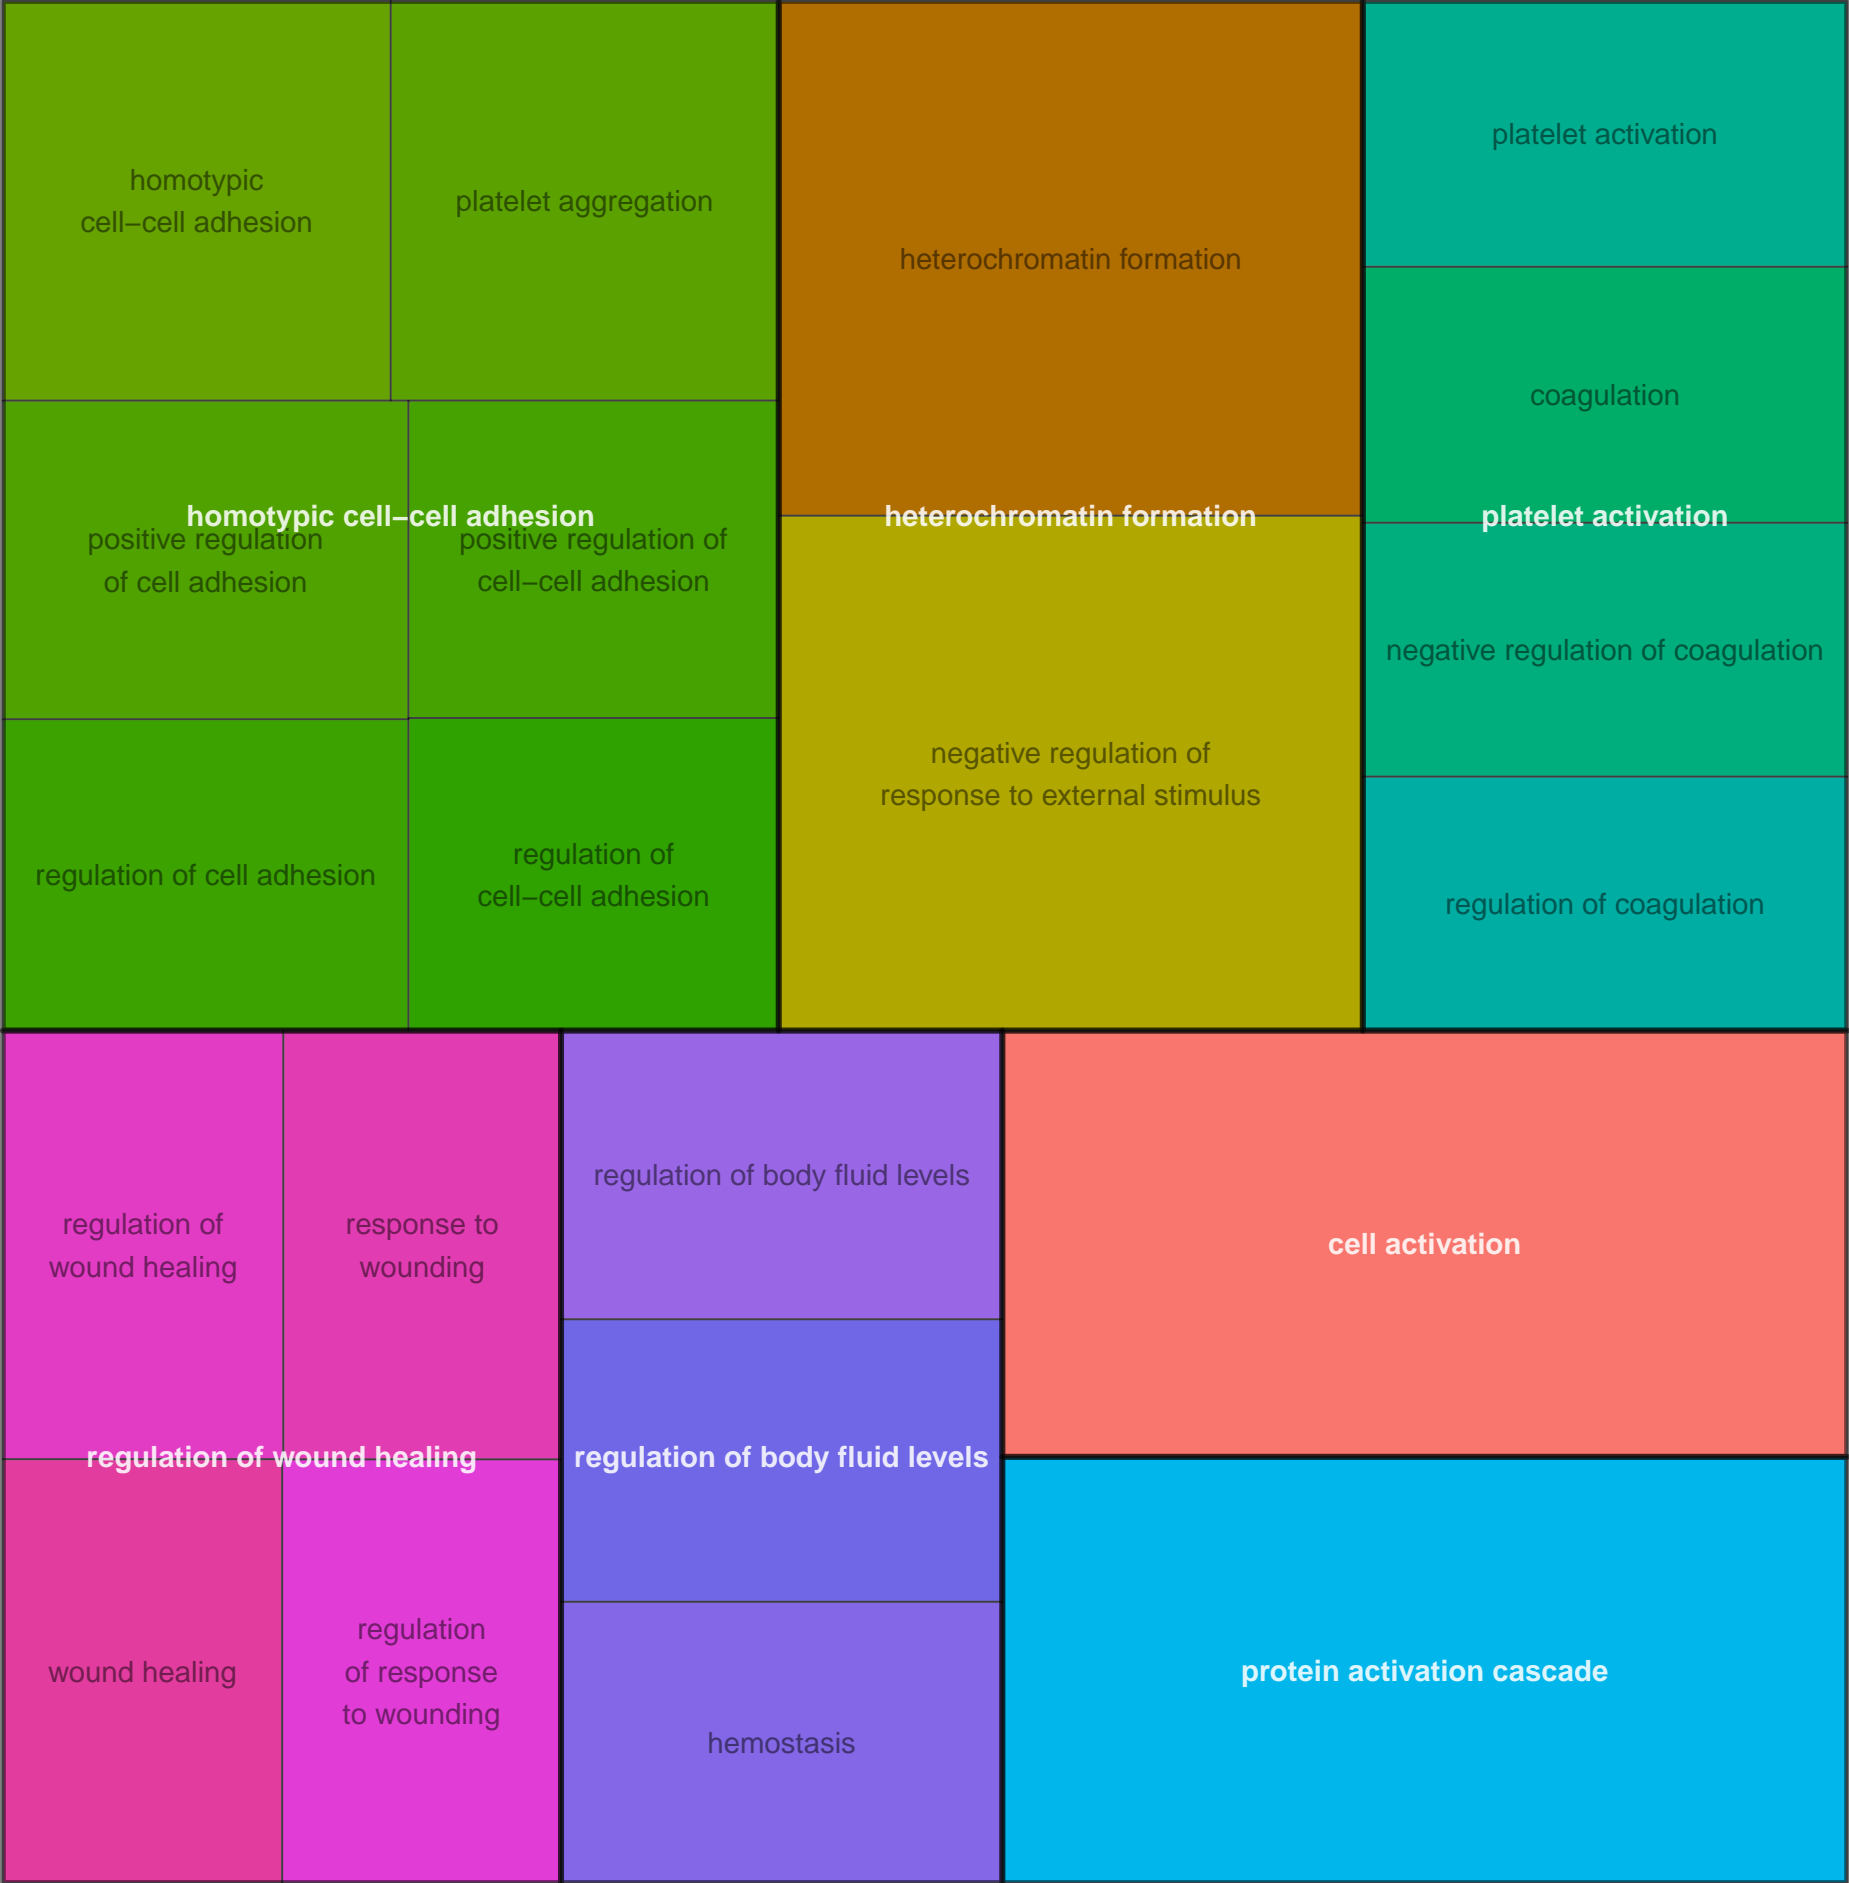 homotypic
cell–cell adhesion
platelet aggregation
positive regulation
of cell adhesion
positive regulation of
cell–cell adhesion
regulation of cell adhesion
regulation of
cell–cell adhesion
homotypic cell–cell adhesion
heterochromatin formation
heterochromatin formation
negative regulation of
response to external stimulus
platelet activation
coagulation
platelet activation
negative regulation of coagulation
regulation of coagulation
regulation of
wound healing
response to
wounding
regulation of wound healing
wound healing
regulation
of response
to wounding
regulation of body fluid levels
regulation of body fluid levels
hemostasis
cell activation
protein activation cascade